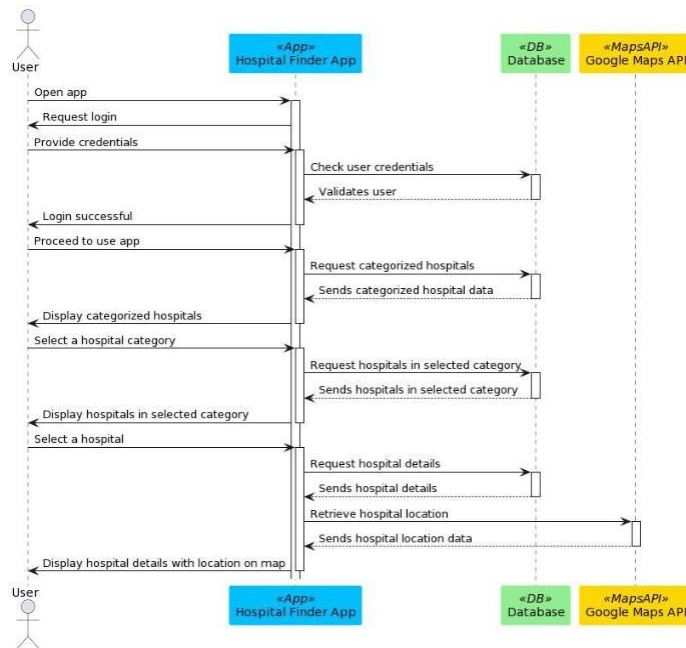 User
«App»
Hospital Finder App
«DB»
Database
«MapsAPI»
Google Maps API
Open app
Request login
Provide credentials
Check user credentials
Validates user
Login successful
Proceed to use app
Request categorized hospitals
Sends categorized hospital data
Display categorized hospitals
Select a hospital category
Request hospitals in selected category
Sends hospitals in selected category
Display hospitals in selected category
Select a hospital
Request hospital details
Sends hospital details
Retrieve hospital location
Sends hospital location data
Display hospital details with location on map
User
«App»
Hospital Finder App
«DB»
Database
«MapsAPI»
Google Maps API